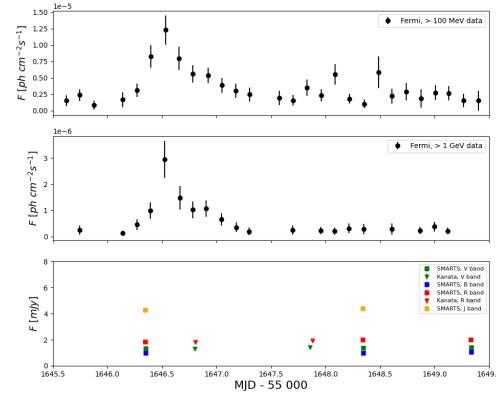 1e−5
1.50
1.25
1.00
0.75
0.50
0.25
0.00
F [ph cm⁻²s⁻¹]
Fermi, > 100 MeV data
1e−6
3
2
1
0
F [ph cm⁻²s⁻¹]
Fermi, > 1 GeV data
8
6
4
2
0
F [mJy]
SMARTS, V band
Kanata, V band
SMARTS, B band
SMARTS, R band
Kanata, R band
SMARTS, J band
1645.5 1646.0 1646.5 1647.0 1647.5 1648.0 1648.5 1649.0 1649.
MJD - 55 000